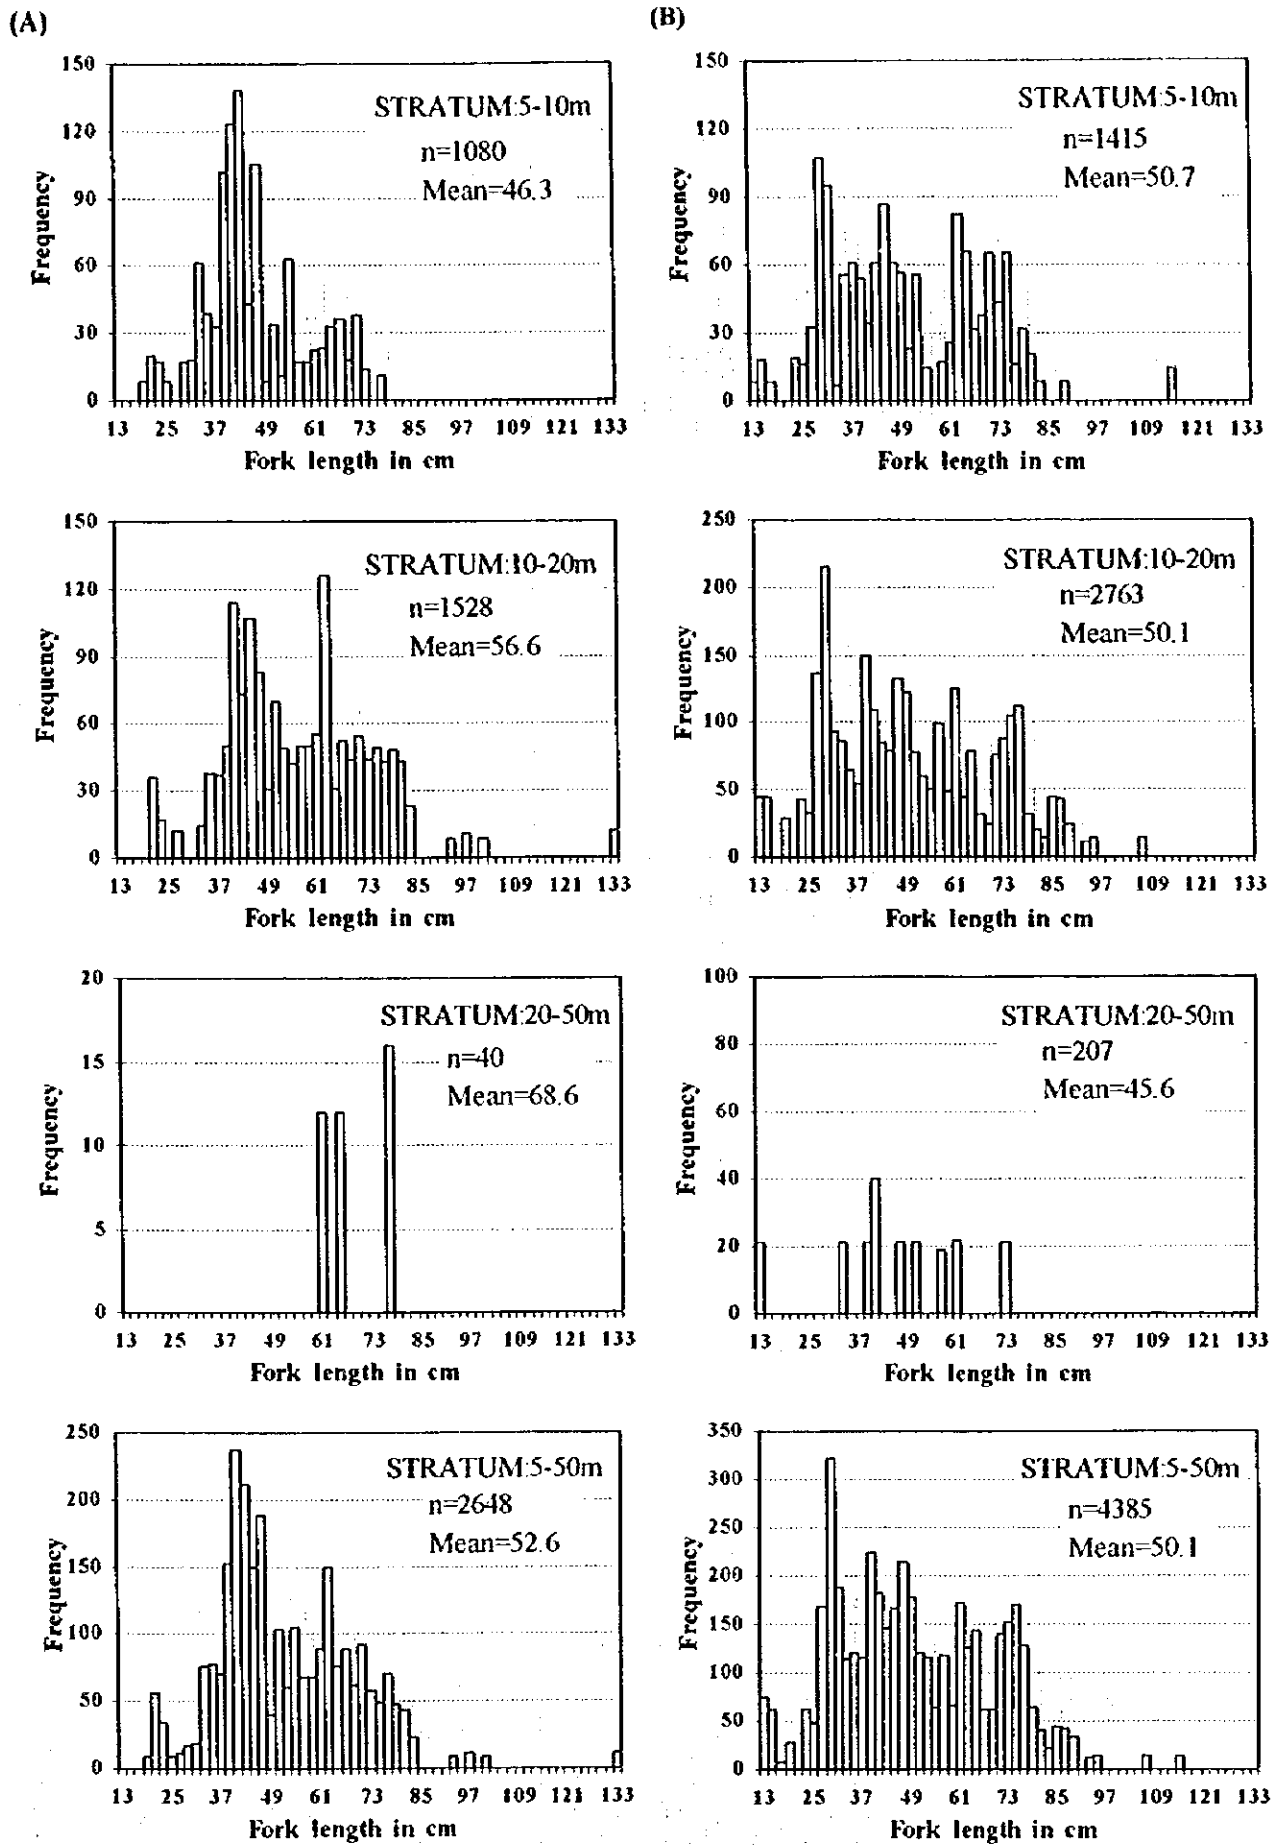 (A)
150
120
90
60
30
0
Frequency
STRATUM:5-10m
n=1080
Mean=46.3
13 25 37 49 61 73 85 97 109 121 133
Fork length in cm
150
120
90
60
30
0
Frequency
STRATUM:10-20m
n=1528
Mean=56.6
13 25 37 49 61 73 85 97 109 121 133
Fork length in cm
20
15
10
5
0
Frequency
STRATUM:20-50m
n=40
Mean=68.6
13 25 37 49 61 73 85 97 109 121 133
Fork length in cm
250
200
150
100
50
0
Frequency
STRATUM:5-50m
n=2648
Mean=52.6
13 25 37 49 61 73 85 97 109 121 133
Fork length in cm
(B)
150
120
90
60
30
0
Frequency
STRATUM:5-10m
n=1415
Mean=50.7
13 25 37 49 61 73 85 97 109 121 133
Fork length in cm
250
200
150
100
50
0
Frequency
STRATUM:10-20m
n=2763
Mean=50.1
13 25 37 49 61 73 85 97 109 121 133
Fork length in cm
100
80
60
40
20
0
Frequency
STRATUM:20-50m
n=207
Mean=45.6
13 25 37 49 61 73 85 97 109 121 133
Fork length in cm
350
300
250
200
150
100
50
0
Frequency
STRATUM:5-50m
n=4385
Mean=50.1
13 25 37 49 61 73 85 97 109 121 133
Fork length in cm